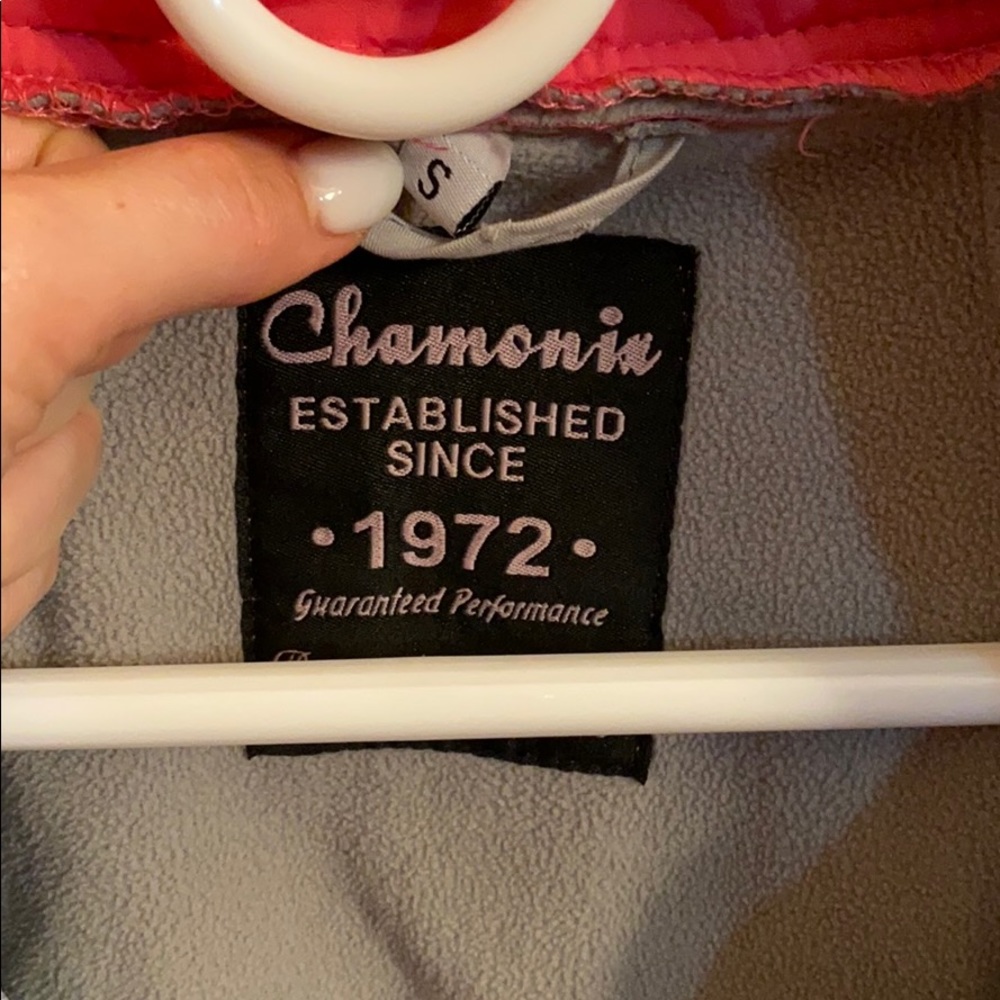 S
Chamonix
ESTABLISHED
SINCE
• 1972 •
Guaranteed Performance